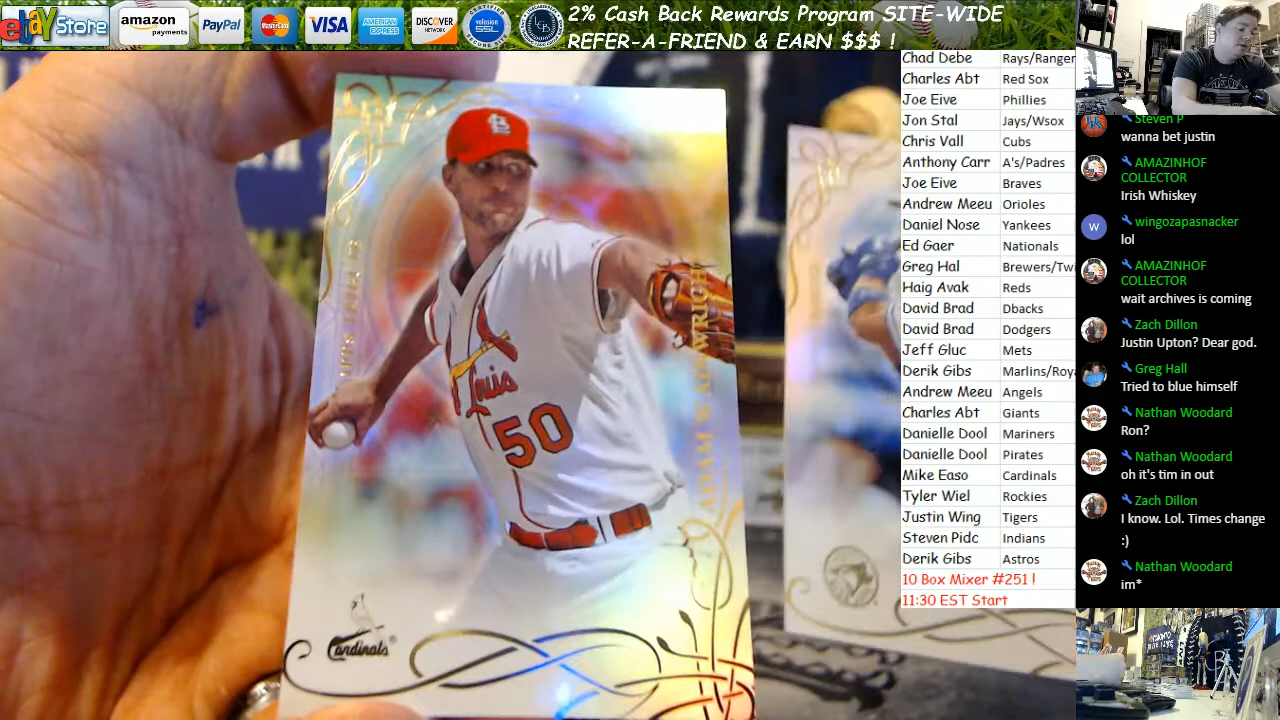 ebay Store
amazon payments
PayPal
MasterCard
VISA
AMERICAN EXPRESS
DISCOVER NETWORK
volusion SSL
2% Cash Back Rewards Program SITE-WIDE
REFER-A-FRIEND & EARN $$$ !
Chad Debe Rays/Ranger
Charles Abt Red Sox
Joe Eive Phillies
Jon Stal Jays/Wsox
Chris Vall Cubs
Anthony Carr A's/Padres
Joe Eive Braves
Andrew Meeu Orioles
Daniel Nose Yankees
Ed Gaer Nationals
Greg Hal Brewers/Twi
Haig Avak Reds
David Brad Dbacks
David Brad Dodgers
Jeff Gluc Mets
Derik Gibs Marlins/Roya
Andrew Meeu Angels
Charles Abt Giants
Danielle Dool Mariners
Danielle Dool Pirates
Mike Easo Cardinals
Tyler Wiel Rockies
Justin Wing Tigers
Steven Pidc Indians
Derik Gibs Astros
10 Box Mixer #251 !
11:30 EST Start
Steven P
wanna bet justin
AMAZINHOF
COLLECTOR
Irish Whiskey
W
wingozapasnacker
lol
AMAZINHOF
COLLECTOR
wait archives is coming
Zach Dillon
Justin Upton? Dear god.
Greg Hall
Tried to blue himself
Nathan Woodard
Ron?
Nathan Woodard
oh it's tim in out
Zach Dillon
I know. Lol. Times change
:)
Nathan Woodard
im*
StL
Louis
50
ADAM WAINWRIGHT
Cardinals